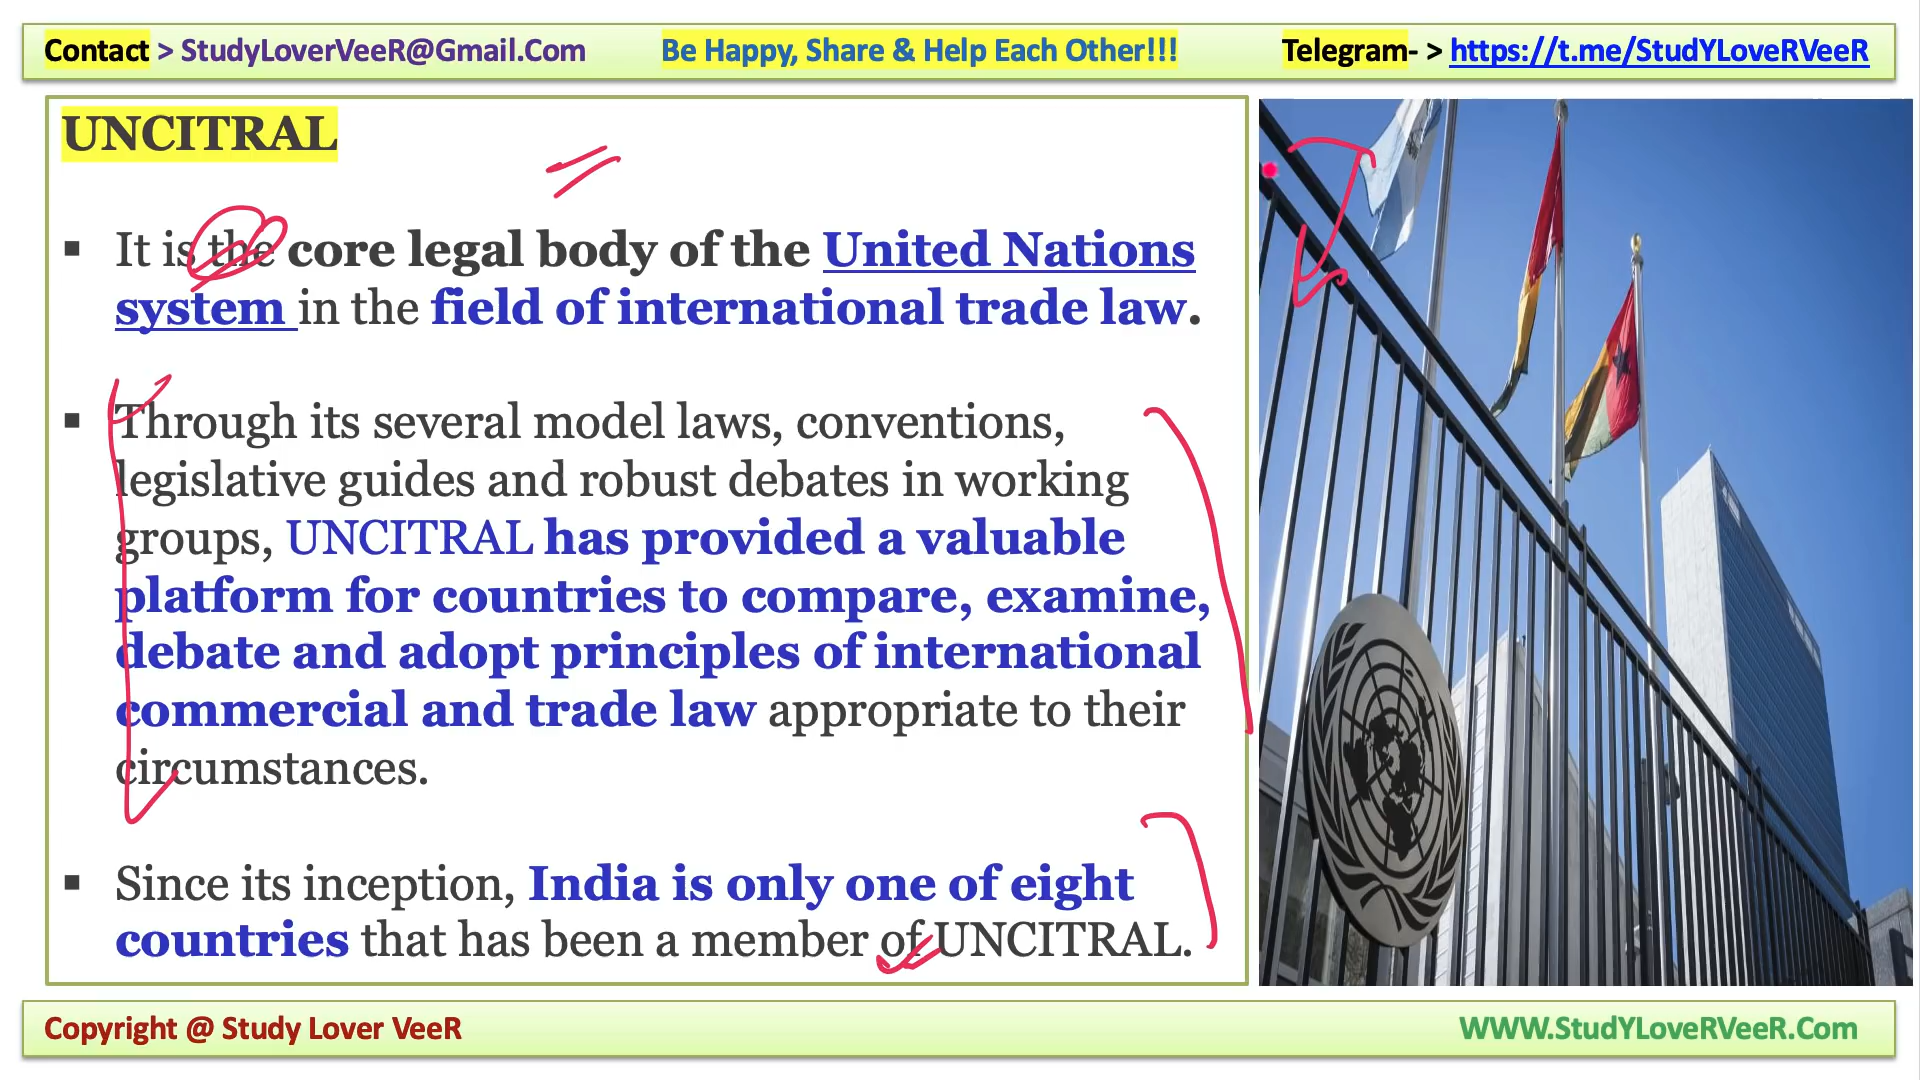 Contact > StudyLoverVeeR@Gmail.Com Be Happy, Share & Help Each Other!!! Telegram- > https://t.me/StudYLoveRVeeR
UNCITRAL
▪ It is the core legal body of the United Nations
system in the field of international trade law.
▪ Through its several model laws, conventions,
legislative guides and robust debates in working
groups, UNCITRAL has provided a valuable
platform for countries to compare, examine,
debate and adopt principles of international
commercial and trade law appropriate to their
circumstances.
▪ Since its inception, India is only one of eight
countries that has been a member of UNCITRAL.
Copyright @ Study Lover VeeR WWW.StudYLoveRVeeR.Com